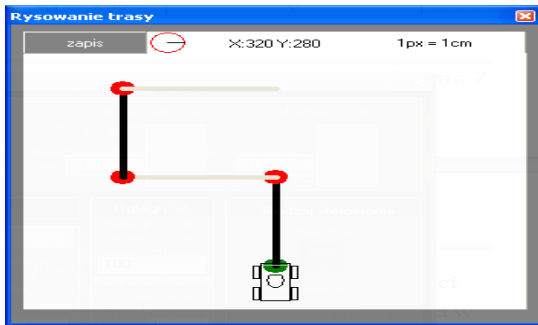 Rysowanie trasy
zapis X:320 Y:280 1px = 1cm